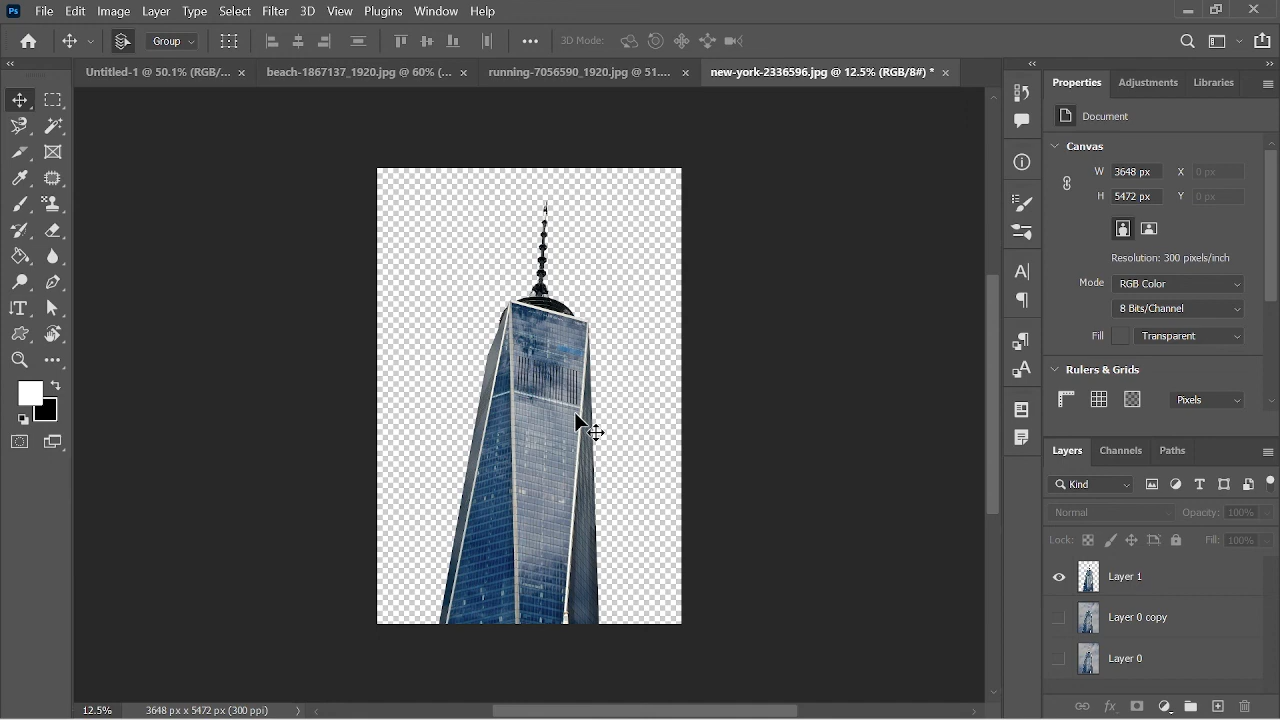 Ps File Edit Image Layer Type Select Filter 3D View Plugins Window Help
Group 3D Mode:
Untitled-1 @ 50.1% (RGB/... × beach-1867137_1920.jpg @ 60% (... × running-7056590_1920.jpg @ 51.... × new-york-2336596.jpg @ 12.5% (RGB/8#) * ×
Properties Adjustments Libraries
Document
Canvas
W 3648 px X 0 px
H 5472 px Y 0 px
Resolution: 300 pixels/inch
Mode RGB Color
8 Bits/Channel
Fill Transparent
Rulers & Grids
Pixels
Layers Channels Paths
Kind
Normal Opacity: 100%
Lock: Fill: 100%
Layer 1
Layer 0 copy
Layer 0
12.5% 3648 px x 5472 px (300 ppi)